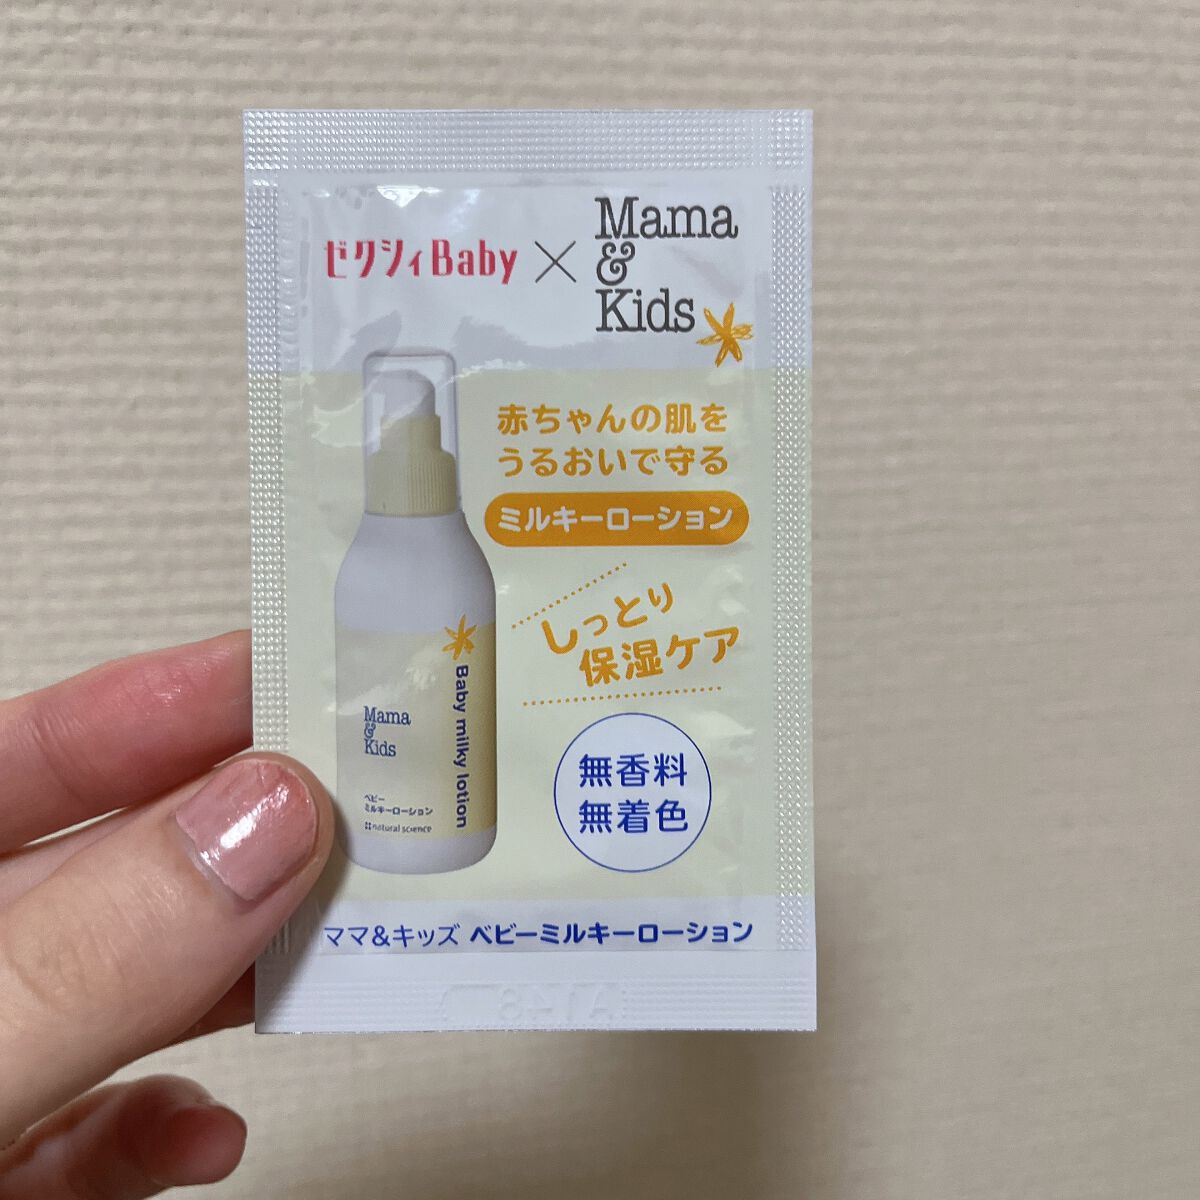 ゼクシィBaby × Mama & Kids
赤ちゃんの肌を
うるおいで守る
ミルキーローション
しっとり
保湿ケア
無香料
無着色
Baby milky lotion
Mama
&
Kids
ベビー
ミルキーローション
natural science
ママ&キッズ ベビーミルキーローション